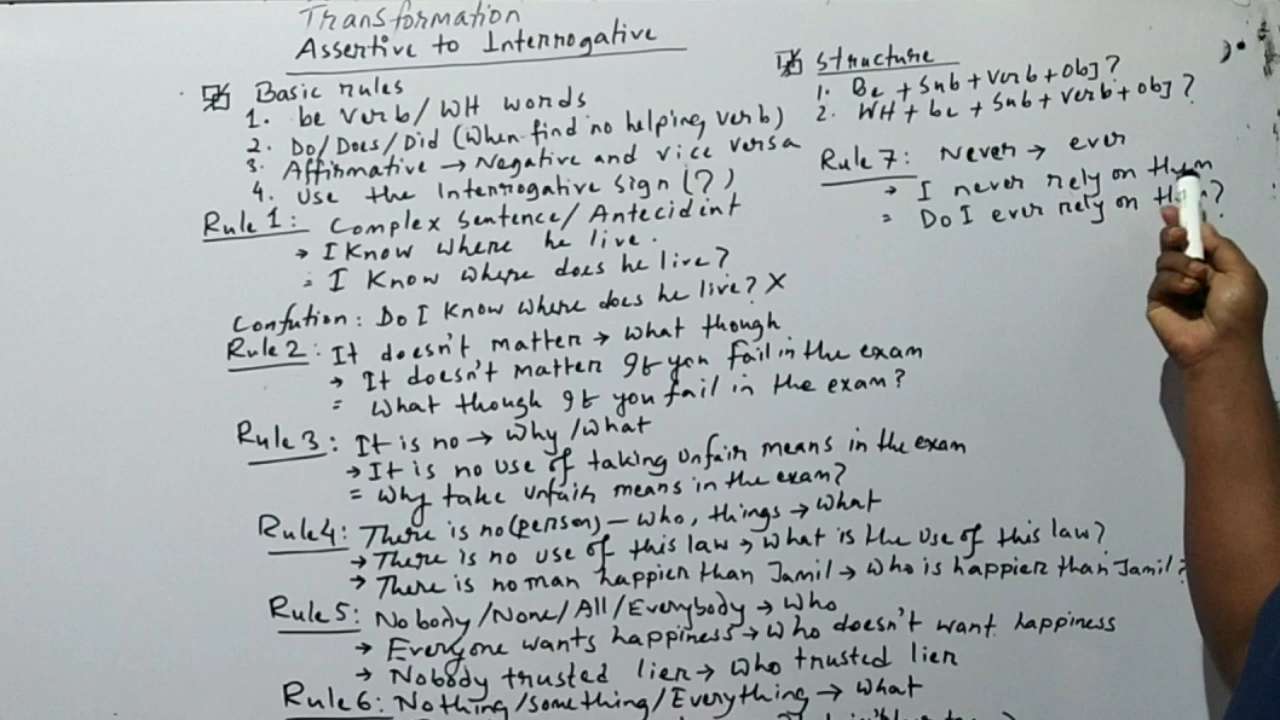 Transformation
Assertive to Interrogative
Basic rules
1. be verb/ WH words
2. Do/Does/Did (when find no helping verb)
3. Affirmative → Negative and vice versa
4. Use the Interrogative sign (?)
Rule 1: Complex sentence/ Antecident
→ I Know where he live.
= I Know where does he live?
Confution: Do I Know where does he live? X
Rule 2: It doesn't matter → what though
→ It doesn't matter If you fail in the exam
= What though If you fail in the exam?
Rule 3: It is no → Why/what
→ It is no use of taking Unfair means in the exam
= Why take unfair means in the exam?
Rule 4: There is no (person) – who, things → what
→ There is no use of this law → what is the use of this law?
→ There is no man happier than Jamil → who is happier than Jamil?
Rule 5: Nobody/None/All/Everybody → who
→ Everyone wants happiness → who doesn't want happiness
→ Nobody trusted lier → who trusted lier
Rule 6: Nothing/something/Everything → what
Structure
1. Be + Sub + Verb + Obj?
2. WH + be + Sub + verb + obj?
Rule 7: Never → ever
→ I never rely on
= Do I ever rely on ?